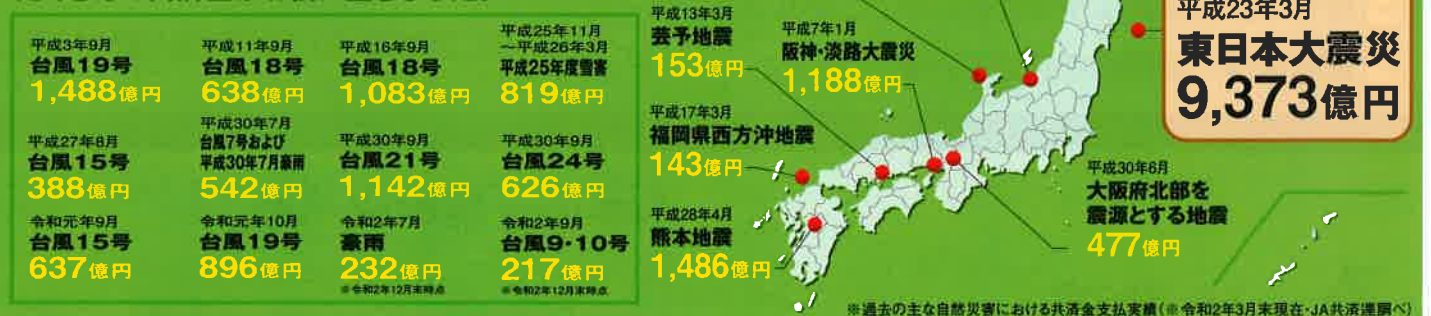 平成3年9月
台風19号
1,488億円
平成11年9月
台風18号
638億円
平成16年9月
台風18号
1,083億円
平成25年11月
～平成26年3月
平成25年度雪害
819億円
平成27年8月
台風15号
388億円
平成30年7月
台風7号および
平成30年7月豪雨
542億円
平成30年9月
台風21号
1,142億円
平成30年9月
台風24号
626億円
令和元年9月
台風15号
637億円
令和元年10月
台風19号
896億円
令和2年7月
豪雨
232億円
※令和2年12月末時点
令和2年9月
台風9・10号
217億円
※令和2年12月末時点
平成13年3月
芸予地震
153億円
平成7年1月
阪神・淡路大震災
1,188億円
平成17年3月
福岡県西方沖地震
143億円
平成28年4月
熊本地震
1,486億円
平成23年3月
東日本大震災
9,373億円
平成30年6月
大阪府北部を
震源とする地震
477億円
※過去の主な自然災害における共済金支払実績(※令和2年3月末現在・JA共済連調べ)